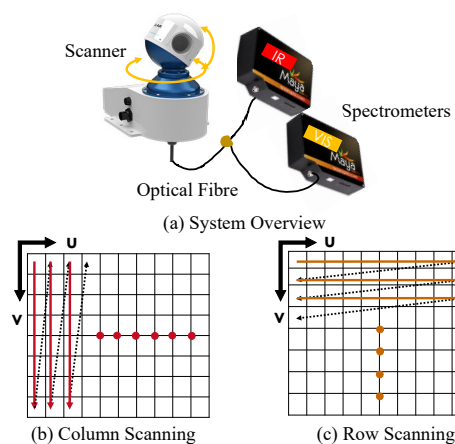 Scanner
IR
Maya
Spectrometers
VIS
Maya
Optical Fibre
(a) System Overview
U
V
(b) Column Scanning
U
V
(c) Row Scanning